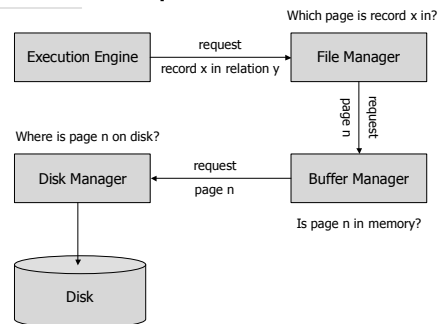 Which page is record x in?
Execution Engine
request
record x in relation y
File Manager
request
page n
Where is page n on disk?
Disk Manager
request
page n
Buffer Manager
Is page n in memory?
Disk